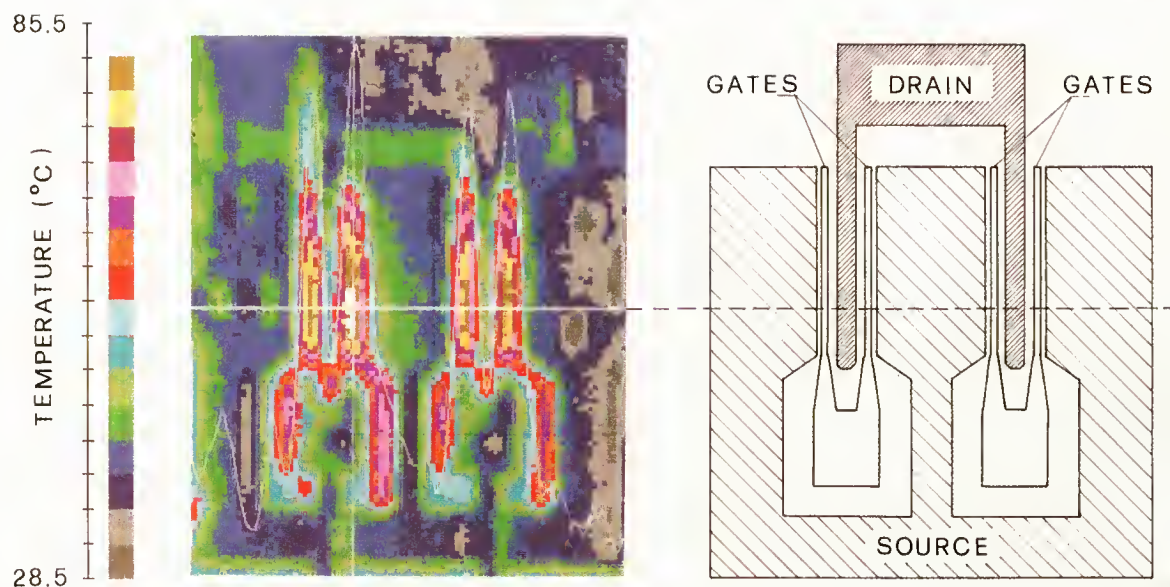 85.5
TEMPERATURE (°C)
28.5
GATES
DRAIN
GATES
SOURCE